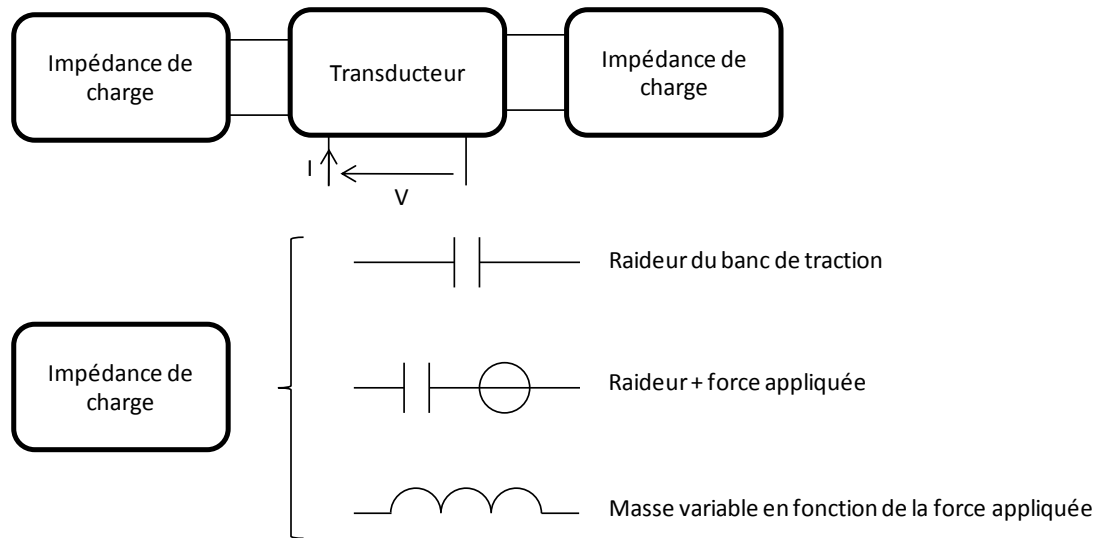 Impédance de
charge
Transducteur
Impédance de
charge
I
V
Raideur du banc de traction
Impédance de
charge
Raideur + force appliquée
Masse variable en fonction de la force appliquée